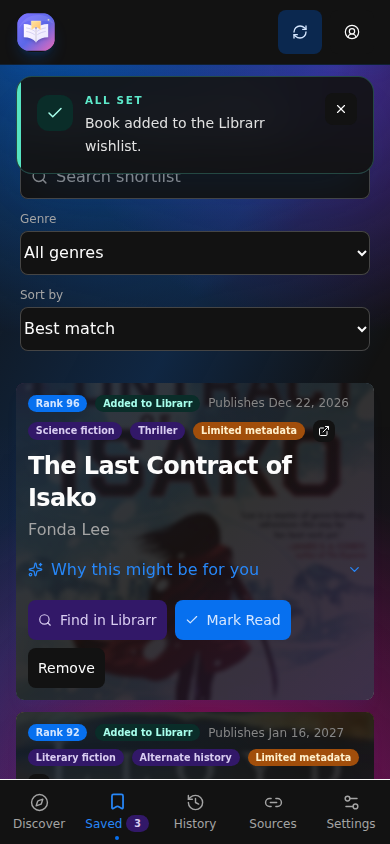 ALL SET
Book added to the Librarr
wishlist.
Search shortlist
Genre
All genres
Sort by
Best match
Rank 96 Added to Librarr Publishes Dec 22, 2026
Science fiction Thriller Limited metadata
The Last Contract of
Isako
Fonda Lee
Why this might be for you
Find in Librarr Mark Read
Remove
Rank 92 Added to Librarr Publishes Jan 16, 2027
Literary fiction Alternate history Limited metadata
Discover Saved 3 History Sources Settings